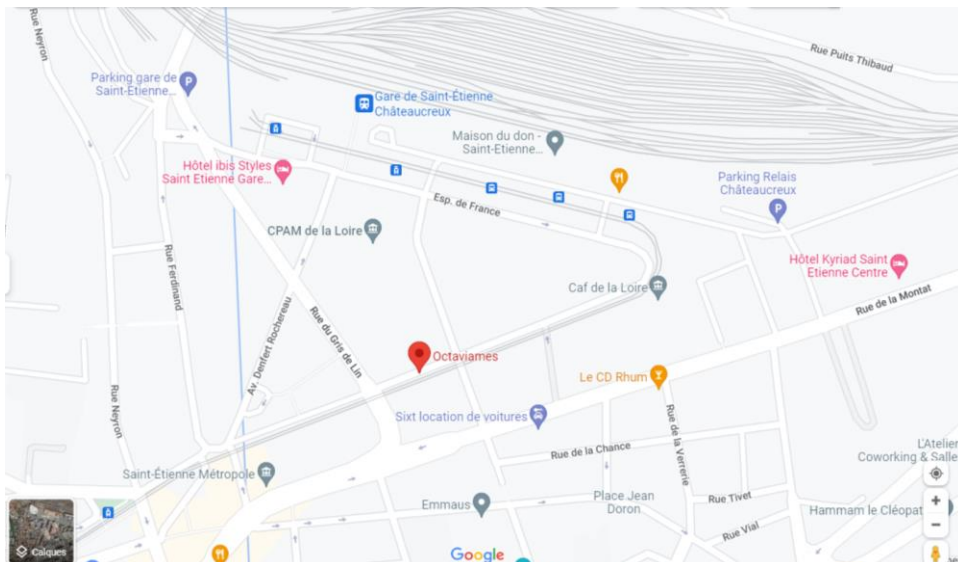 Rue Neyron
Rue Puits Thibaud
Parking gare de
Saint-Etienne...
P
Gare de Saint-Étienne
Châteaucreux
Maison du don -
Saint-Etienne...
Hôtel ibis Styles
Saint Etienne Gare...
Parking Relais
Châteaucreux
P
Esp. de France
CPAM de la Loire
Rue Ferdinand
Hôtel Kyriad Saint
Etienne Centre
Caf de la Loire
Rue de la Montat
Av. Denfert Rochereau
Rue du Gris de Lin
Octaviames
Le CD Rhum
Rue Neyron
Sixt location de voitures
Rue de la Verrerie
Rue de la Chance
L'Atelier
Coworking & Salle
Saint-Étienne Métropole
Emmaus
Place Jean
Doron
Rue Tivet
Hammam le Cléopat
Rue Vial
Calques
Google
+
−